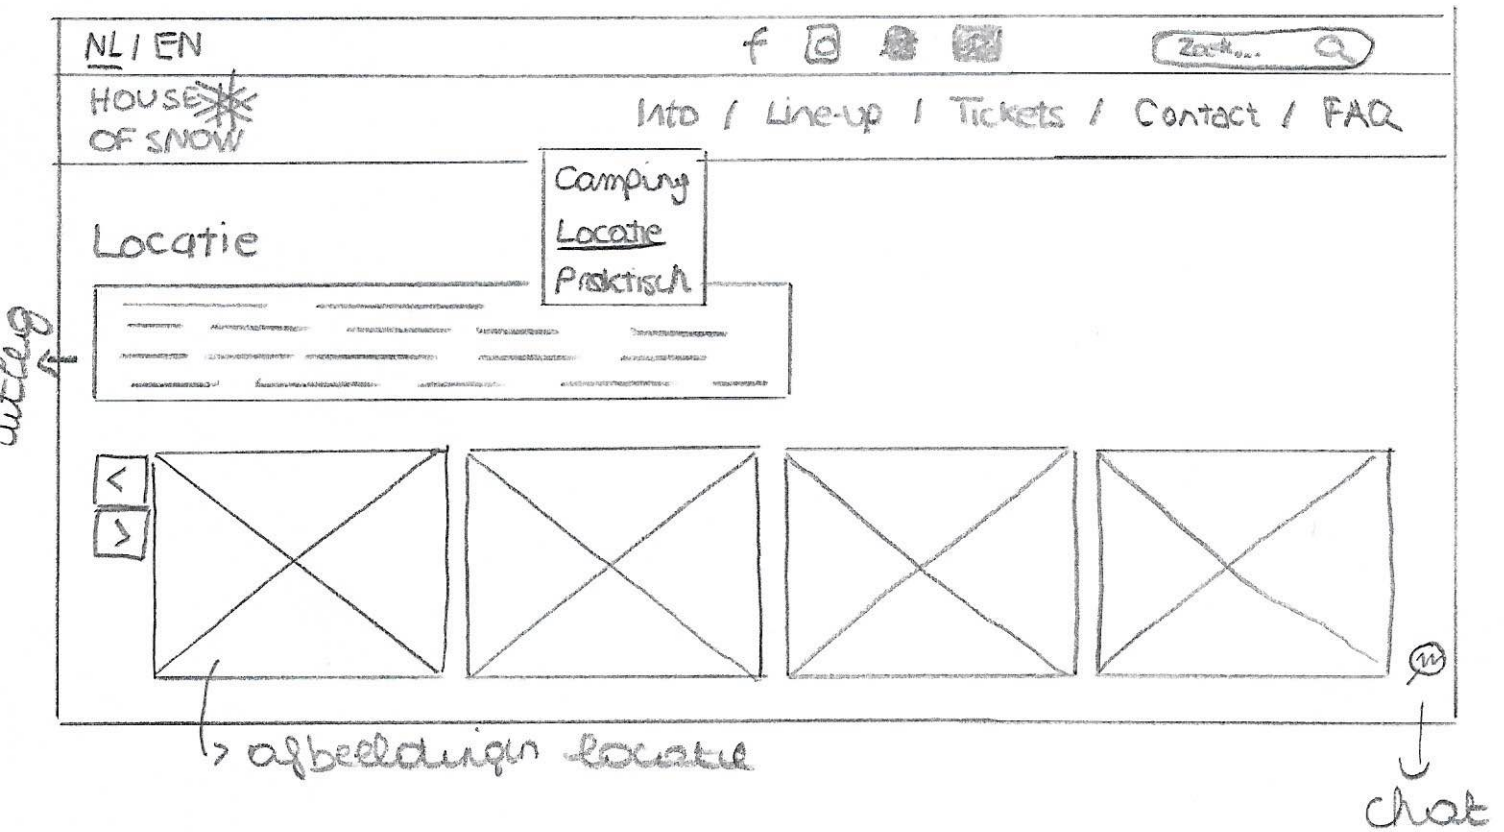 NL / EN
f
Zoek...
HOUSE
OF SNOW
Info / Line-up / Tickets / Contact / FAQ
Camping
Locatie
Praktisch
Locatie
uitleg
<
>
afbeeldingen locatie
chat